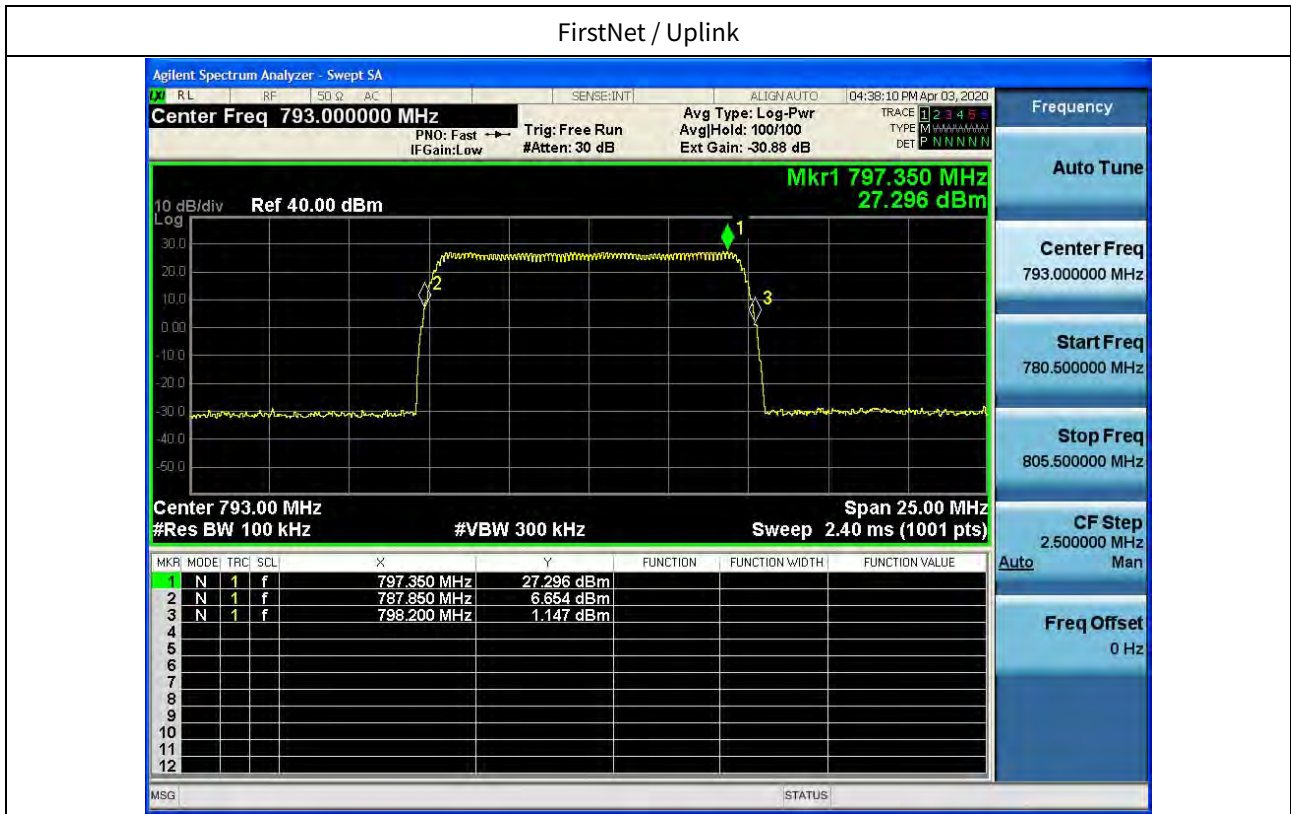 FirstNet / Uplink
Agilent Spectrum Analyzer - Swept SA
LXI RL RF 50 Ω AC SENSE:INT ALIGN AUTO 04:38:10 PM Apr 03, 2020
Center Freq 793.000000 MHz
PNO: Fast
IFGain:Low
Trig: Free Run
#Atten: 30 dB
Avg Type: Log-Pwr
Avg|Hold: 100/100
Ext Gain: -30.88 dB
TRACE 1 2 3 4 5 6
TYPE M
DET P N N N N N
Mkr1 797.350 MHz
27.296 dBm
10 dB/div Ref 40.00 dBm
Log
30.0
20.0
10.0
0.00
-10.0
-20.0
-30.0
-40.0
-50.0
1
2
3
Center 793.00 MHz Span 25.00 MHz
#Res BW 100 kHz #VBW 300 kHz Sweep 2.40 ms (1001 pts)
MKR MODE TRC SCL X Y FUNCTION FUNCTION WIDTH FUNCTION VALUE
1 N 1 f 797.350 MHz 27.296 dBm
2 N 1 f 787.850 MHz 6.654 dBm
3 N 1 f 798.200 MHz 1.147 dBm
4
5
6
7
8
9
10
11
12
MSG STATUS
Frequency
Auto Tune
Center Freq
793.000000 MHz
Start Freq
780.500000 MHz
Stop Freq
805.500000 MHz
CF Step
2.500000 MHz
Auto Man
Freq Offset
0 Hz